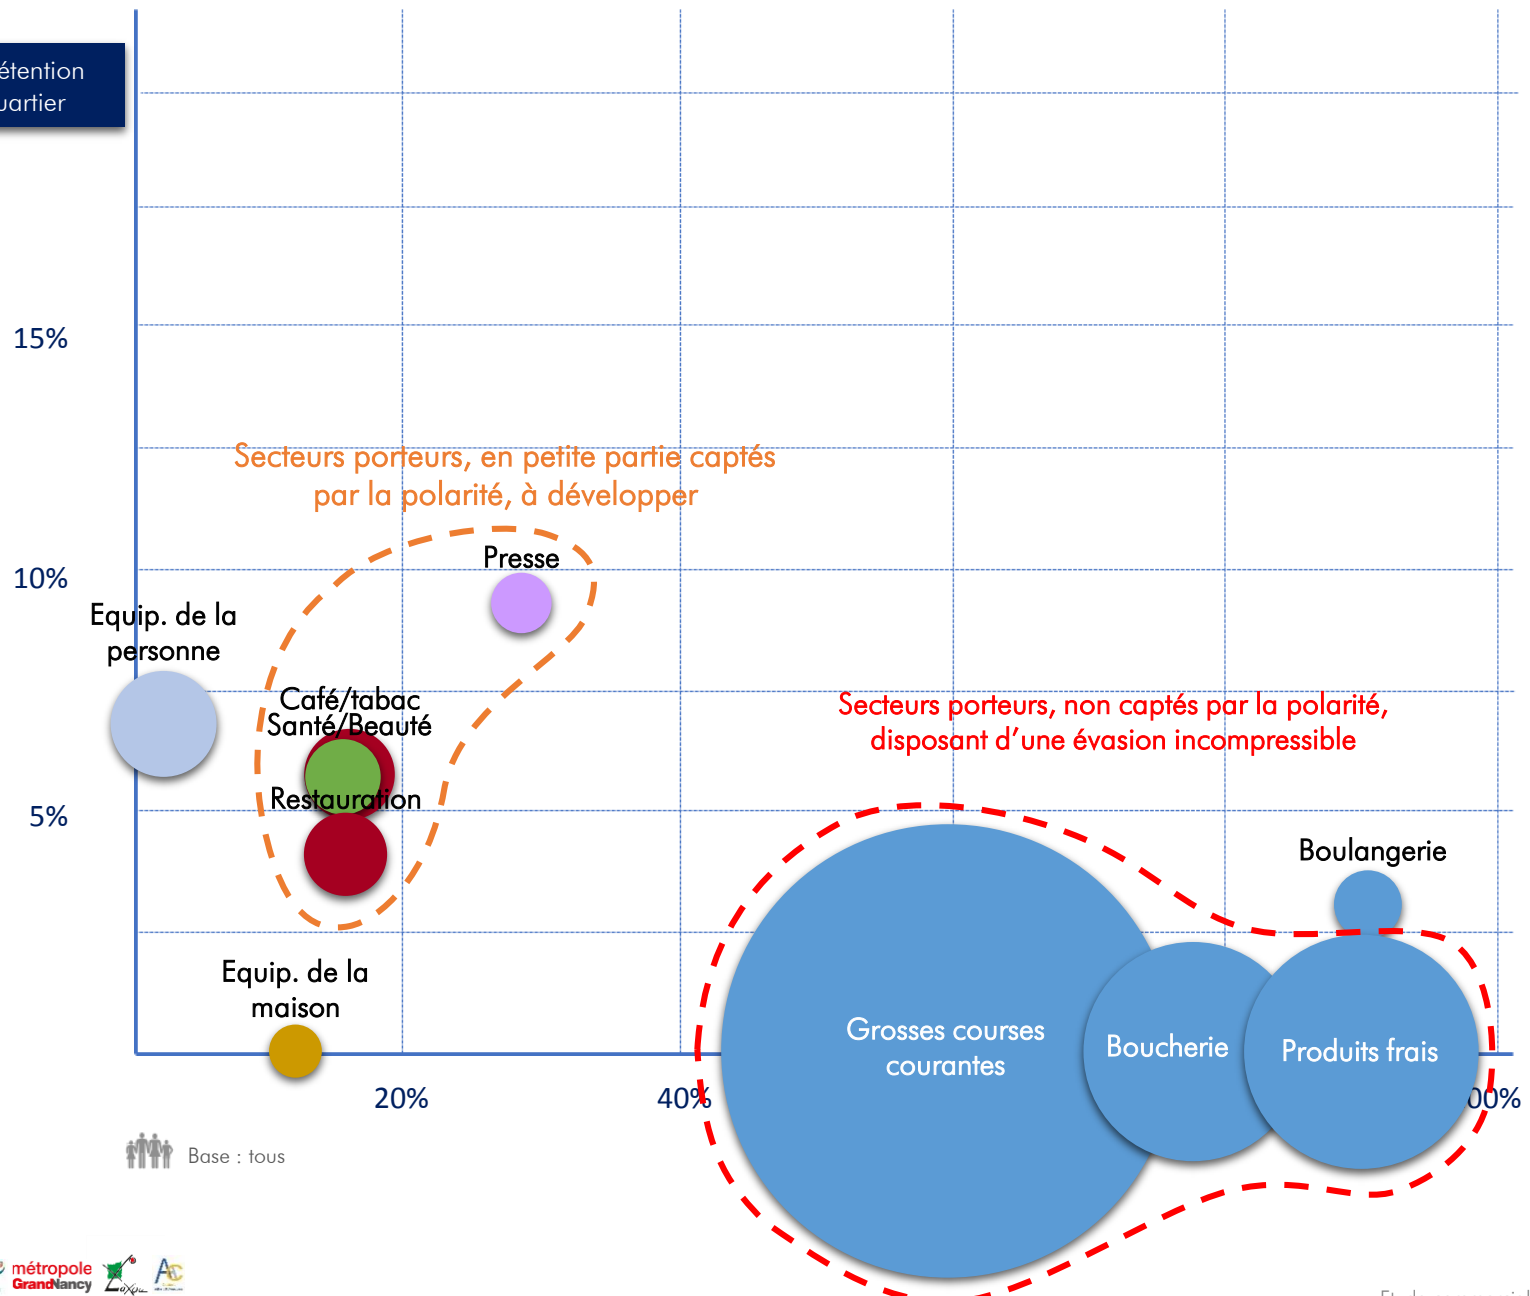 étention
uartier
15%
Secteurs porteurs, en petite partie captés
par la polarité, à développer
Presse
10%
Equip. de la
personne
Café/tabac
Santé/Beauté
Secteurs porteurs, non captés par la polarité,
disposant d’une évasion incompressible
Restauration
5%
Boulangerie
Equip. de la
maison
Grosses courses
courantes
Boucherie
Produits frais
20%
40%
00%
Base : tous
métropole
GrandNancy